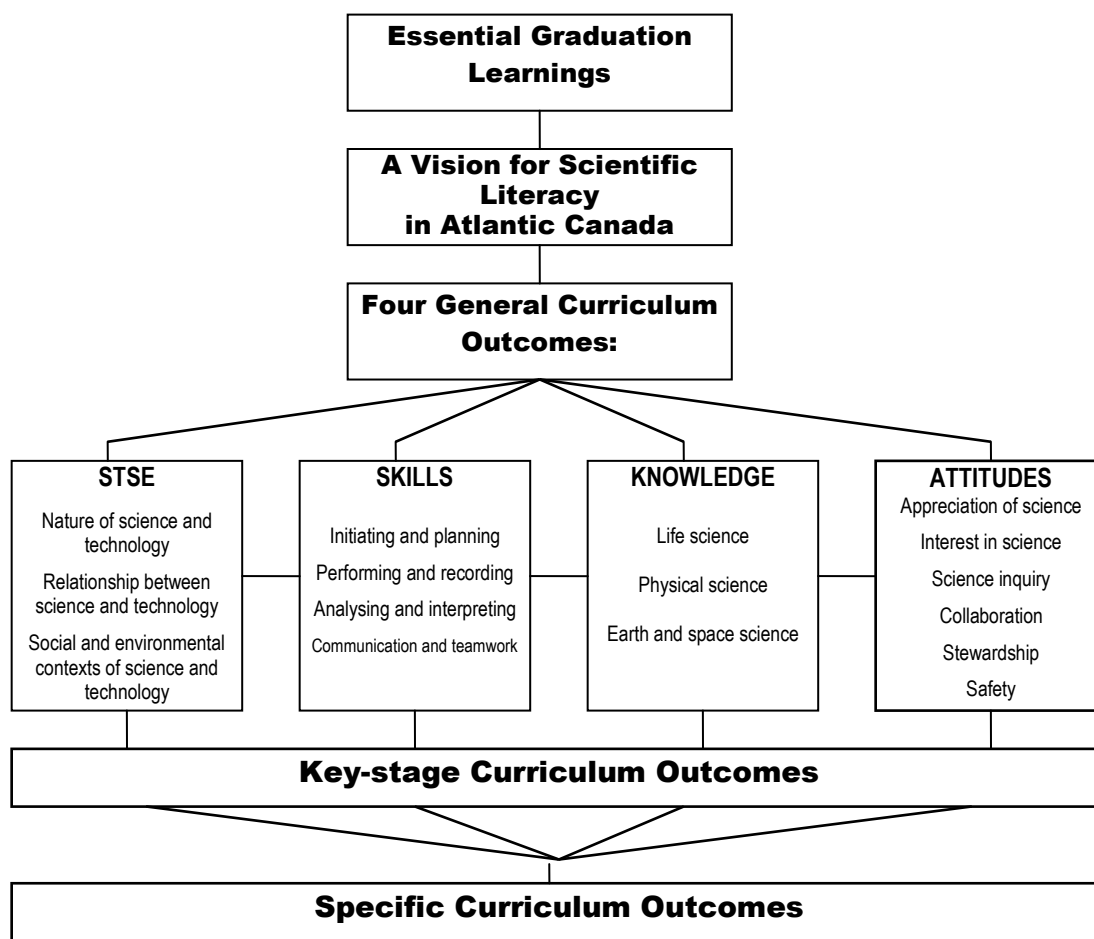 Essential Graduation
Learnings
A Vision for Scientific
Literacy
in Atlantic Canada
Four General Curriculum
Outcomes:
STSE
Nature of science and
technology
Relationship between
science and technology
Social and environmental
contexts of science and
technology
SKILLS
Initiating and planning
Performing and recording
Analysing and interpreting
Communication and teamwork
KNOWLEDGE
Life science
Physical science
Earth and space science
ATTITUDES
Appreciation of science
Interest in science
Science inquiry
Collaboration
Stewardship
Safety
Key-stage Curriculum Outcomes
Specific Curriculum Outcomes